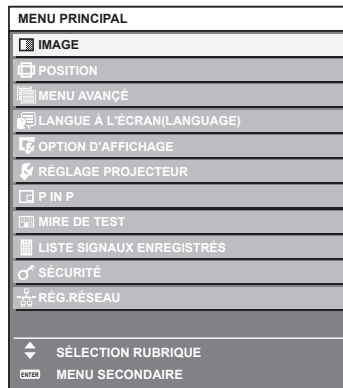 MENU PRINCIPAL
IMAGE
POSITION
MENU AVANÇÉ
LANGUE À L'ÉCRAN(LANGUAGE)
OPTION D'AFFICHAGE
RÉGLAGE PROJECTEUR
P IN P
MIRE DE TEST
LISTE SIGNAUX ENREGISTRÉS
SÉCURITÉ
RÉG.RÉSEAU
SÉLECTION RUBRIQUE
ENTER MENU SECONDAIRE